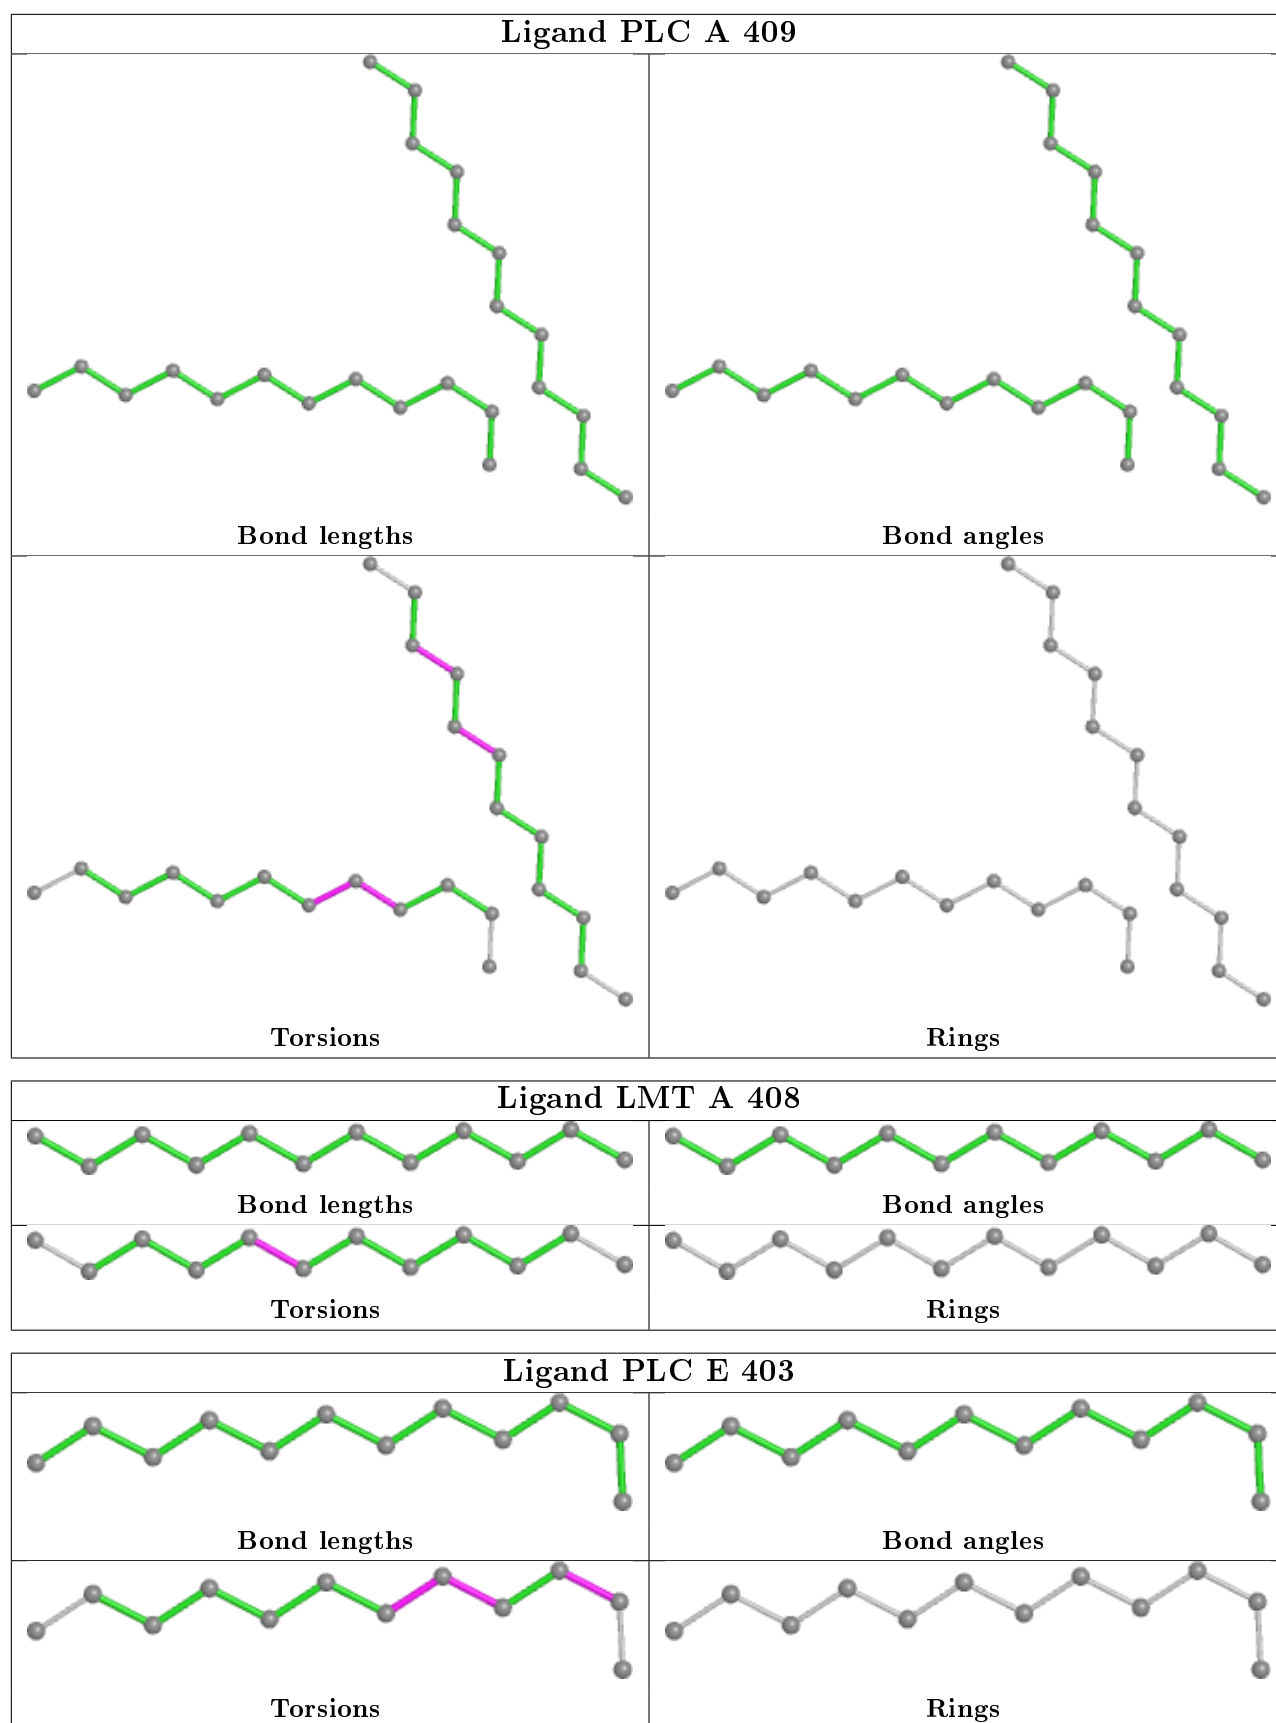 Ligand PLC A 409
Bond lengths
Bond angles
Torsions
Rings
Ligand LMT A 408
Bond lengths
Bond angles
Torsions
Rings
Ligand PLC E 403
Bond lengths
Bond angles
Torsions
Rings